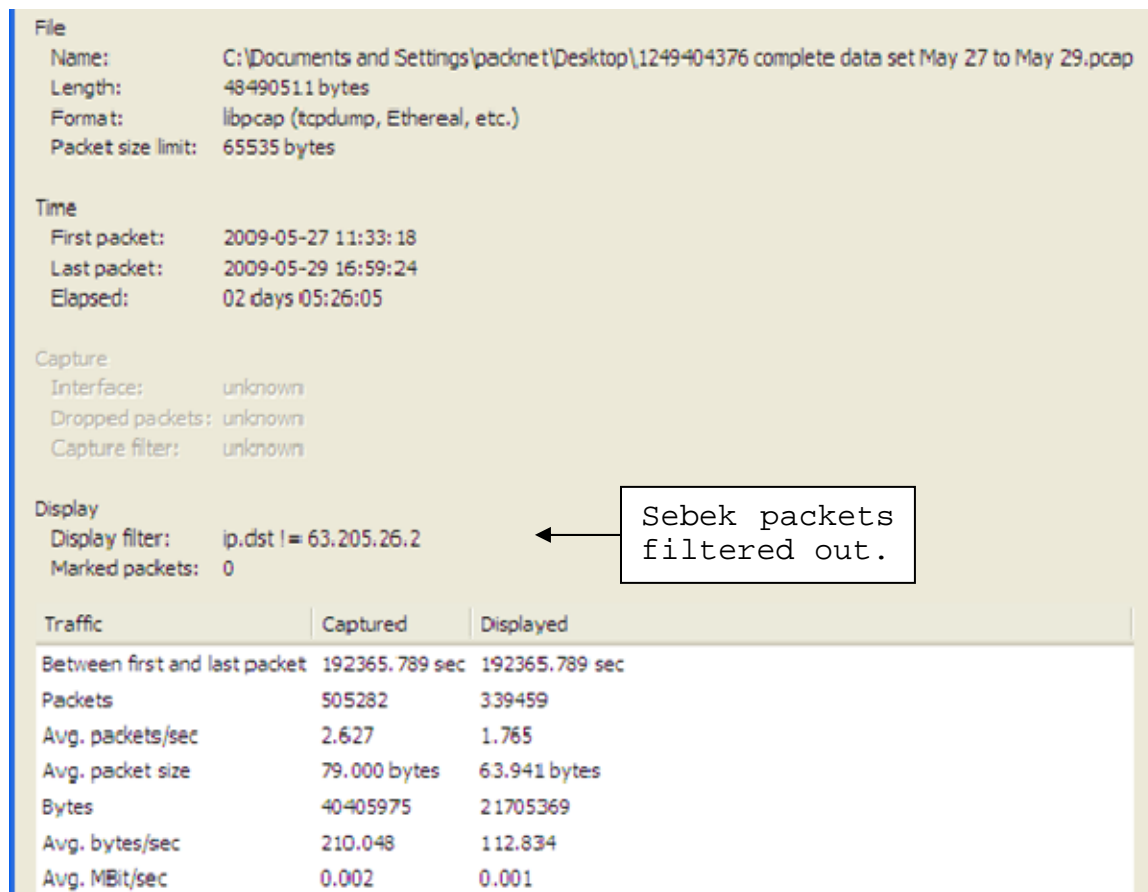 File
Name: C:\Documents and Settings\packnet\Desktop\1249404376 complete data set May 27 to May 29.pcap
Length: 48490511 bytes
Format: libpcap (tcpdump, Ethereal, etc.)
Packet size limit: 65535 bytes
Time
First packet: 2009-05-27 11:33:18
Last packet: 2009-05-29 16:59:24
Elapsed: 02 days 05:26:05
Capture
Interface: unknown
Dropped packets: unknown
Capture filter: unknown
Display
Display filter: ip.dst != 63.205.26.2
Marked packets: 0
Sebek packets
filtered out.
Traffic Captured Displayed
Between first and last packet 192365.789 sec 192365.789 sec
Packets 505282 339459
Avg. packets/sec 2.627 1.765
Avg. packet size 79.000 bytes 63.941 bytes
Bytes 40405975 21705369
Avg. bytes/sec 210.048 112.834
Avg. MBit/sec 0.002 0.001